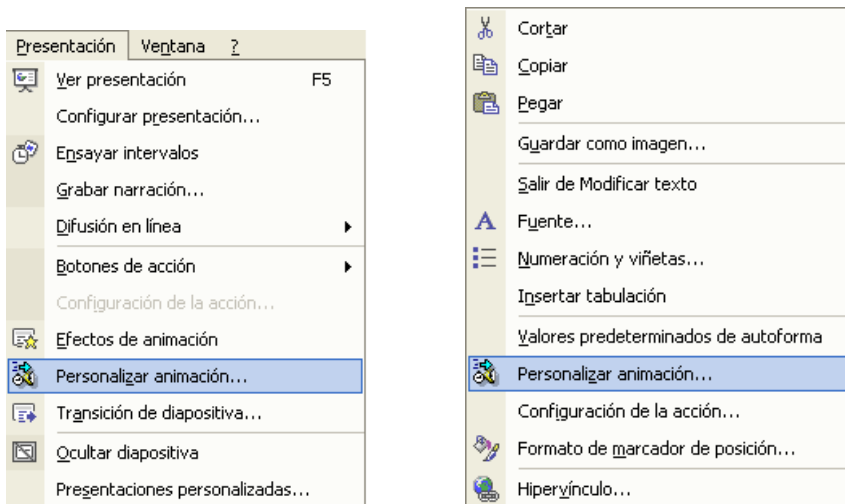 Presentación Ventana ?
Ver presentación F5
Configurar presentación...
Ensayar intervalos
Grabar narración...
Difusión en línea
Botones de acción
Configuración de la acción...
Efectos de animación
Personalizar animación...
Transición de diapositiva...
Ocultar diapositiva
Presentaciones personalizadas...
Cortar
Copiar
Pegar
Guardar como imagen...
Salir de Modificar texto
Fuente...
Numeración y viñetas...
Insertar tabulación
Valores predeterminados de autoforma
Personalizar animación...
Configuración de la acción...
Formato de marcador de posición...
Hipervínculo...